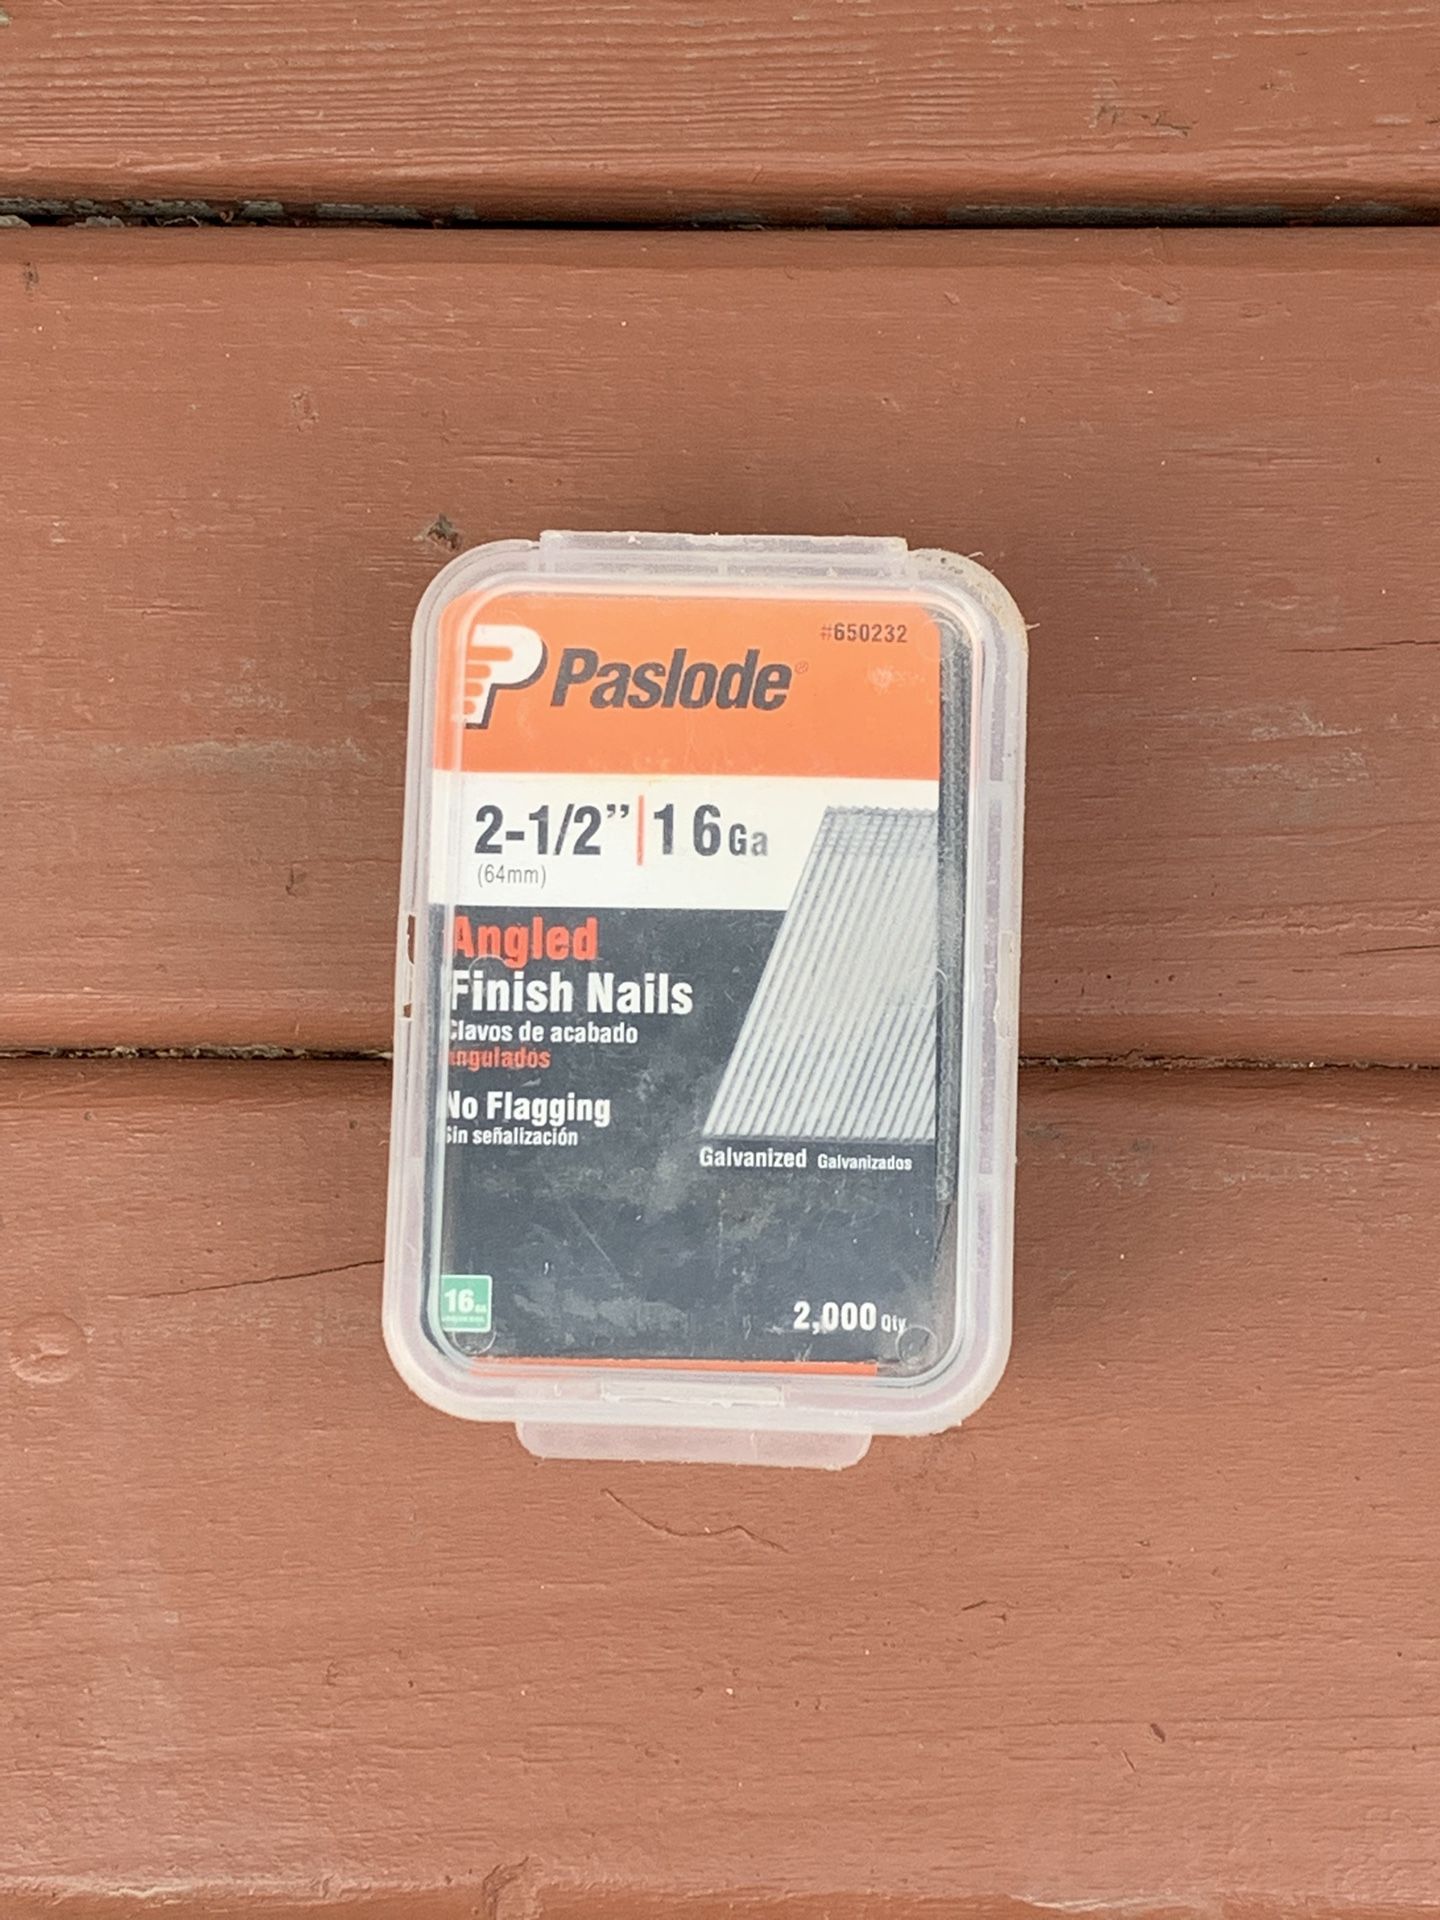 #650232
Paslode®
2-1/2” | 16 Ga
(64mm)
Angled
Finish Nails
Clavos de acabado
angulados
No Flagging
Sin señalización
Galvanized Galvanizados
16 GA
2,000 Qty